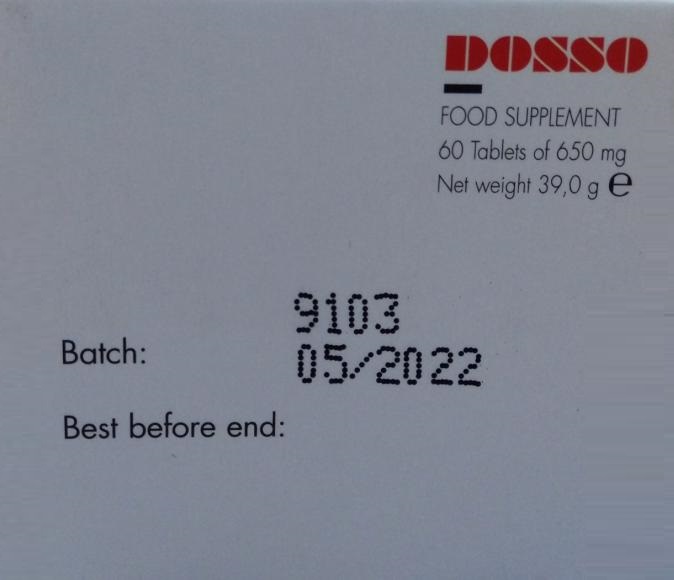 DOSSO
FOOD SUPPLEMENT
60 Tablets of 650 mg
Net weight 39,0 g ℮
9103
Batch:
05/2022
Best before end: